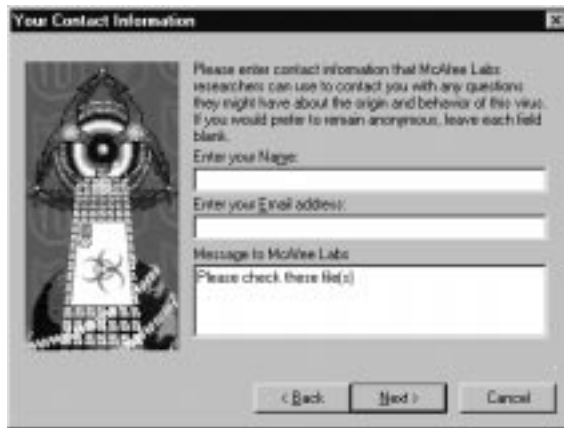 Your Contact Information
Please enter contact information that McAfee Labs
researchers can use to contact you with any questions
they might have about the origin and behavior of this virus.
If you would prefer to remain anonymous, leave each field
blank.
Enter your Name:
Enter your Email address:
Message to McAfee Labs
Please check these file(s)
< Back
Next >
Cancel